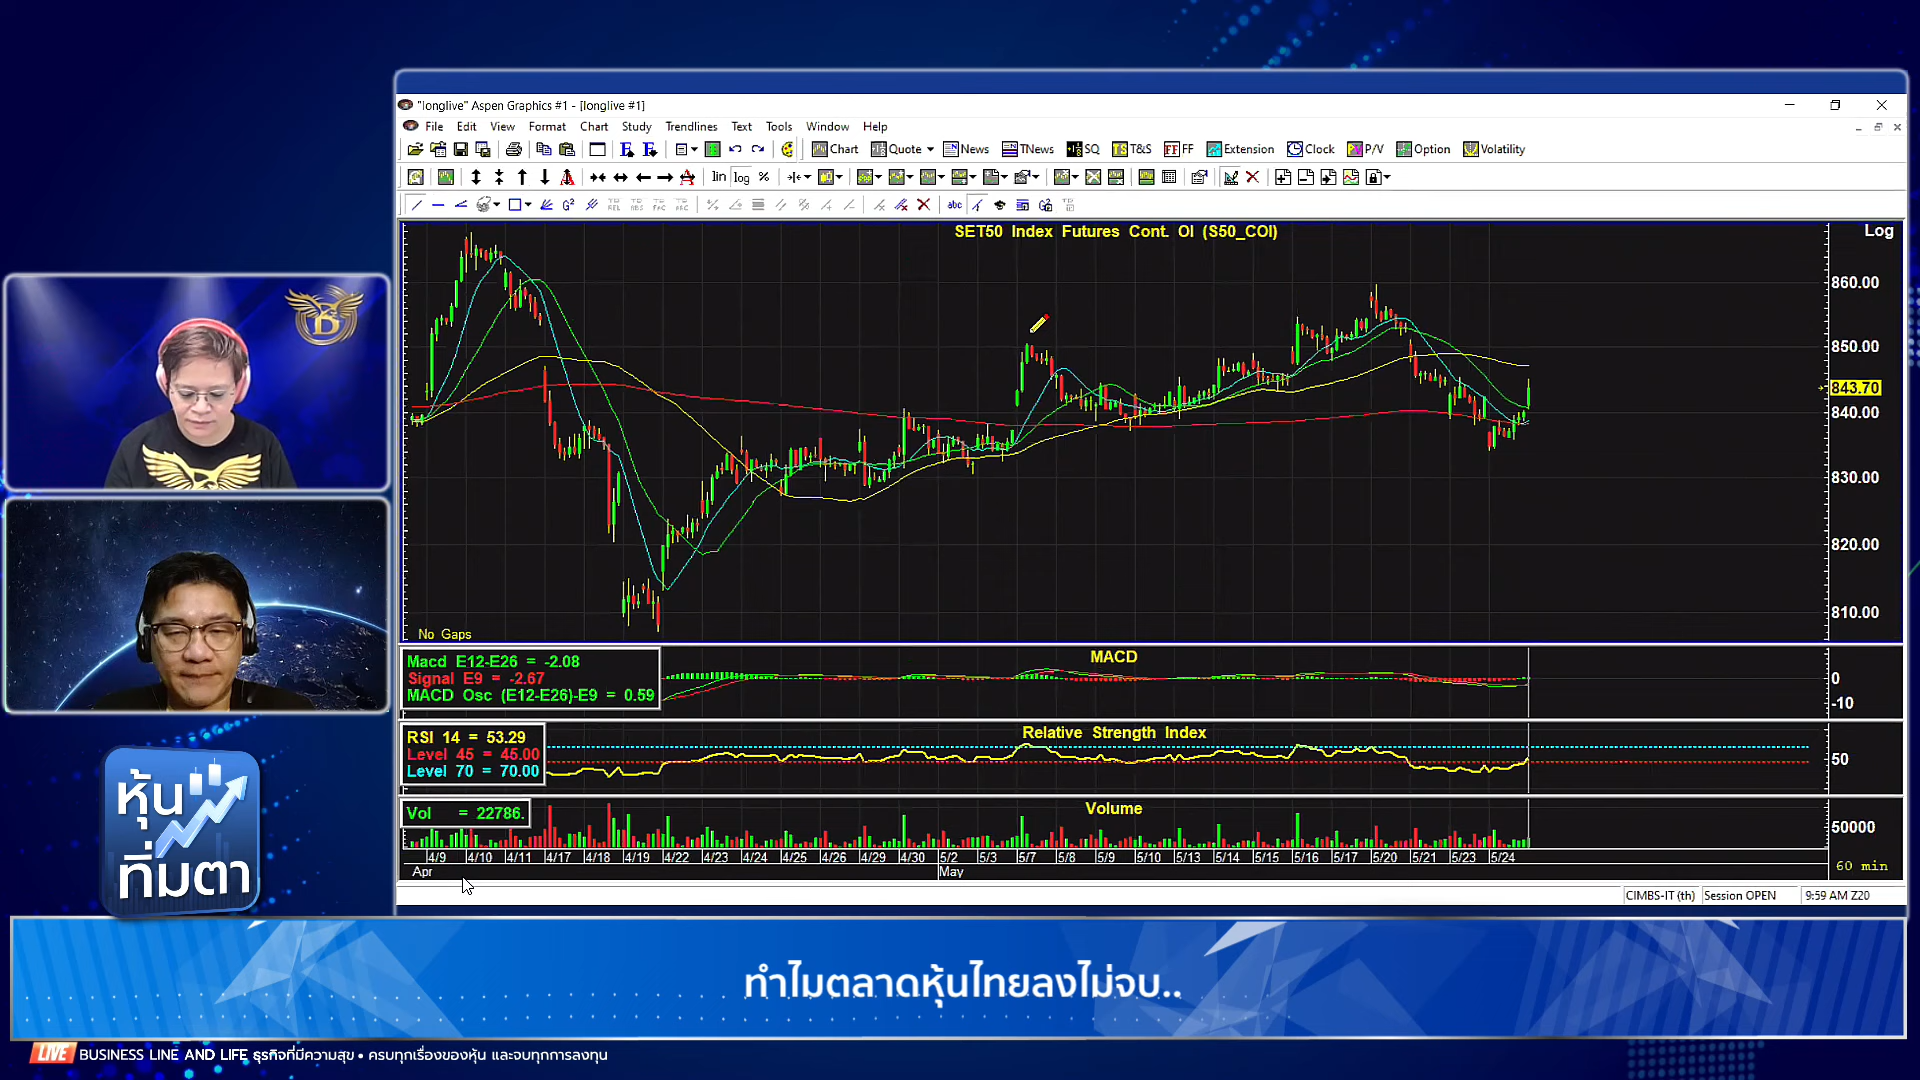 "longlive" Aspen Graphics #1 - [longlive #1]
File Edit View Format Chart Study Trendlines Text Tools Window Help
Chart Quote News TNews SQ T&S FF Extension Clock P/V Option Volatility
lin log %
abc
SET50 Index Futures Cont. OI (S50_COI)
Log
860.00
850.00
843.70
840.00
830.00
820.00
810.00
No Gaps
Macd E12-E26 = -2.08
Signal E9 = -2.67
MACD Osc (E12-E26)-E9 = 0.59
MACD
0
-10
RSI 14 = 53.29
Level 45 = 45.00
Level 70 = 70.00
Relative Strength Index
50
Vol = 22786.
Volume
50000
4/9 4/10 4/11 4/17 4/18 4/19 4/22 4/23 4/24 4/25 4/26 4/29 4/30 5/2 5/3 5/7 5/8 5/9 5/10 5/13 5/14 5/15 5/16 5/17 5/20 5/21 5/23 5/24
Apr May
60 min
CIMBS-IT (th) Session OPEN 9:59 AM Z20
หุ้น
ทิ่มตา
ทำไมตลาดหุ้นไทยลงไม่จบ..
LIVE BUSINESS LINE AND LIFE ธุรกิจที่มีความสุข • ครบทุกเรื่องของหุ้น และจบทุกการลงทุน